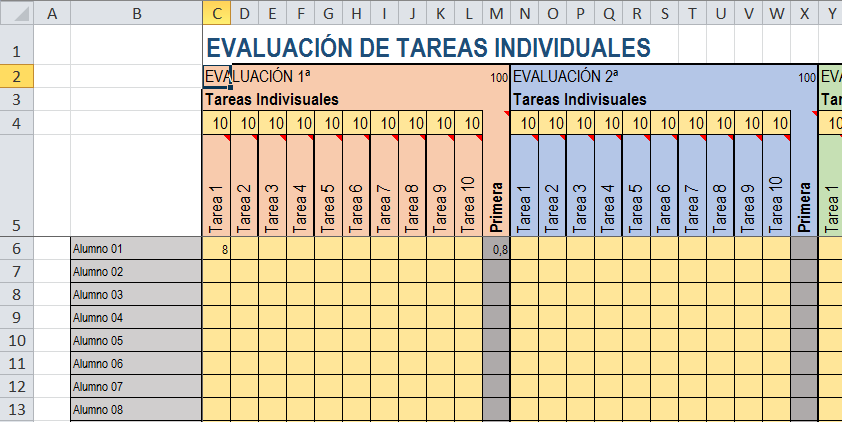 A B C D E F G H I J K L M N O P Q R S T U V W X Y
1 EVALUACIÓN DE TAREAS INDIVIDUALES
2 EVALUACIÓN 1ª 100 EVALUACIÓN 2ª 100 EV
3 Tareas Indivisuales Tareas Indivisuales Tar
4 10 10 10 10 10 10 10 10 10 10 10 10 10 10 10 10 10 10 10 10 10
5 Tarea 1 Tarea 2 Tarea 3 Tarea 4 Tarea 5 Tarea 6 Tarea 7 Tarea 8 Tarea 9 Tarea 10 Primera Tarea 1 Tarea 2 Tarea 3 Tarea 4 Tarea 5 Tarea 6 Tarea 7 Tarea 8 Tarea 9 Tarea 10 Primera Tarea 1
6 Alumno 01 8 0,8
7 Alumno 02
8 Alumno 03
9 Alumno 04
10 Alumno 05
11 Alumno 06
12 Alumno 07
13 Alumno 08